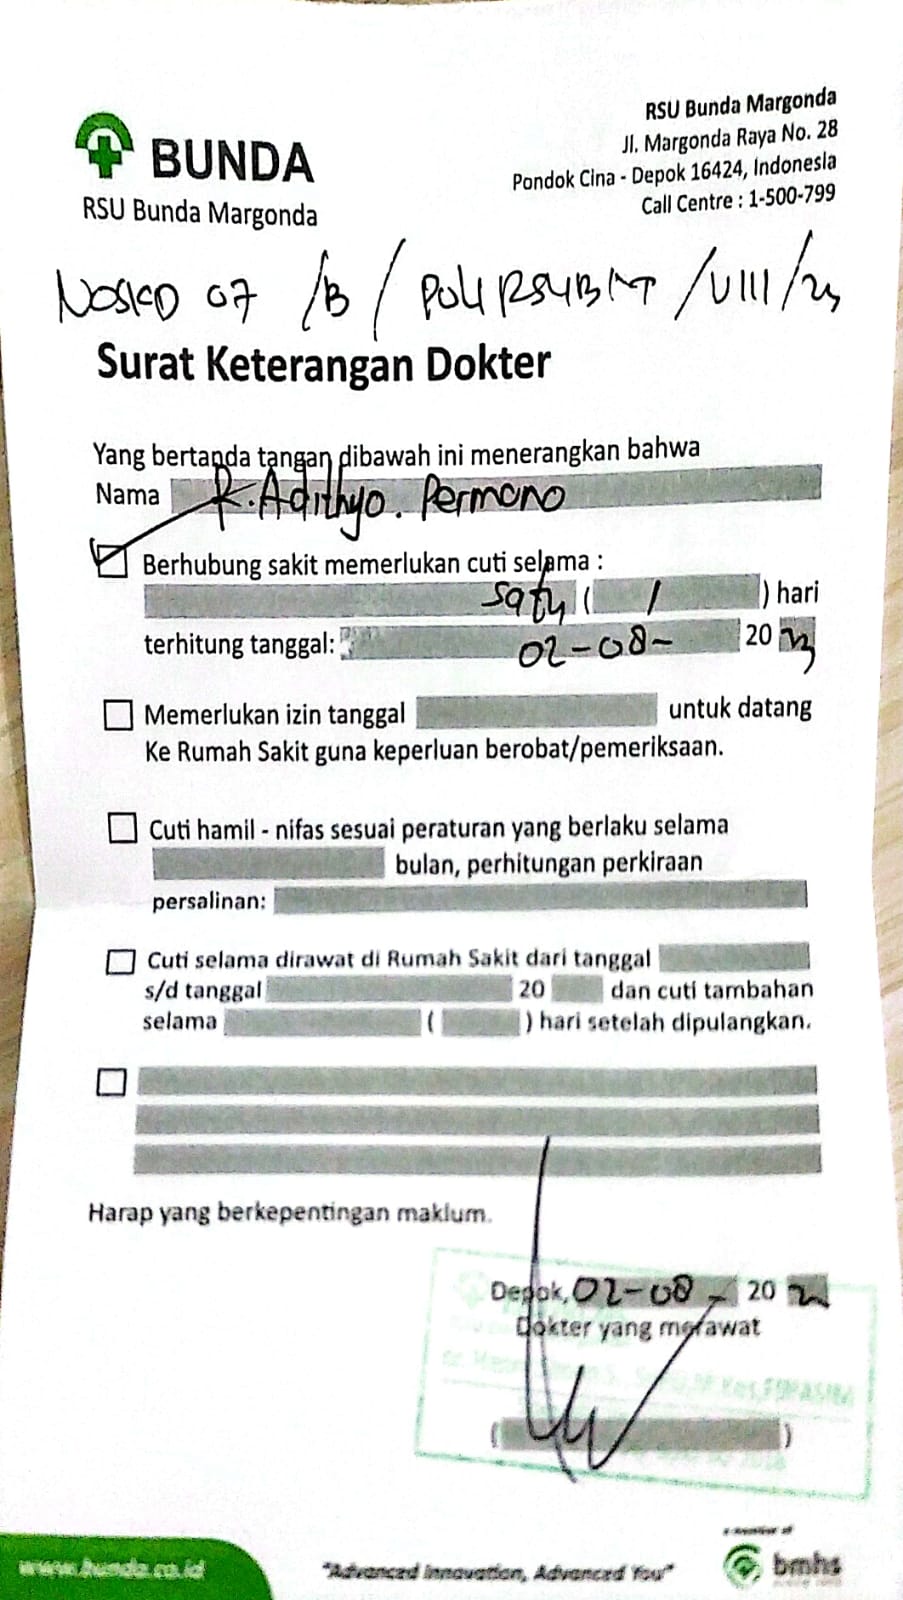 BUNDA
RSU Bunda Margonda
RSU Bunda Margonda
Jl. Margonda Raya No. 28
Pondok Cina - Depok 16424, Indonesia
Call Centre : 1-500-799
07 /B/ POLI RSUBMT /VIII/23
Surat Keterangan Dokter
Yang bertanda tangan dibawah ini menerangkan bahwa
Nama R. Adithyo. Permono
Berhubung sakit memerlukan cuti selama :
satu ( 1 ) hari
terhitung tanggal: 02-08- 20 23
Memerlukan izin tanggal untuk datang
Ke Rumah Sakit guna keperluan berobat/pemeriksaan.
Cuti hamil - nifas sesuai peraturan yang berlaku selama
bulan, perhitungan perkiraan
persalinan:
Cuti selama dirawat di Rumah Sakit dari tanggal
s/d tanggal 20 dan cuti tambahan
selama ( ) hari setelah dipulangkan.
Harap yang berkepentingan maklum.
Depok, 02-08- 20 23
Dokter yang merawat
( )
www.bunda.co.id
"Advanced Innovation, Advanced You"
a member of
bmhs